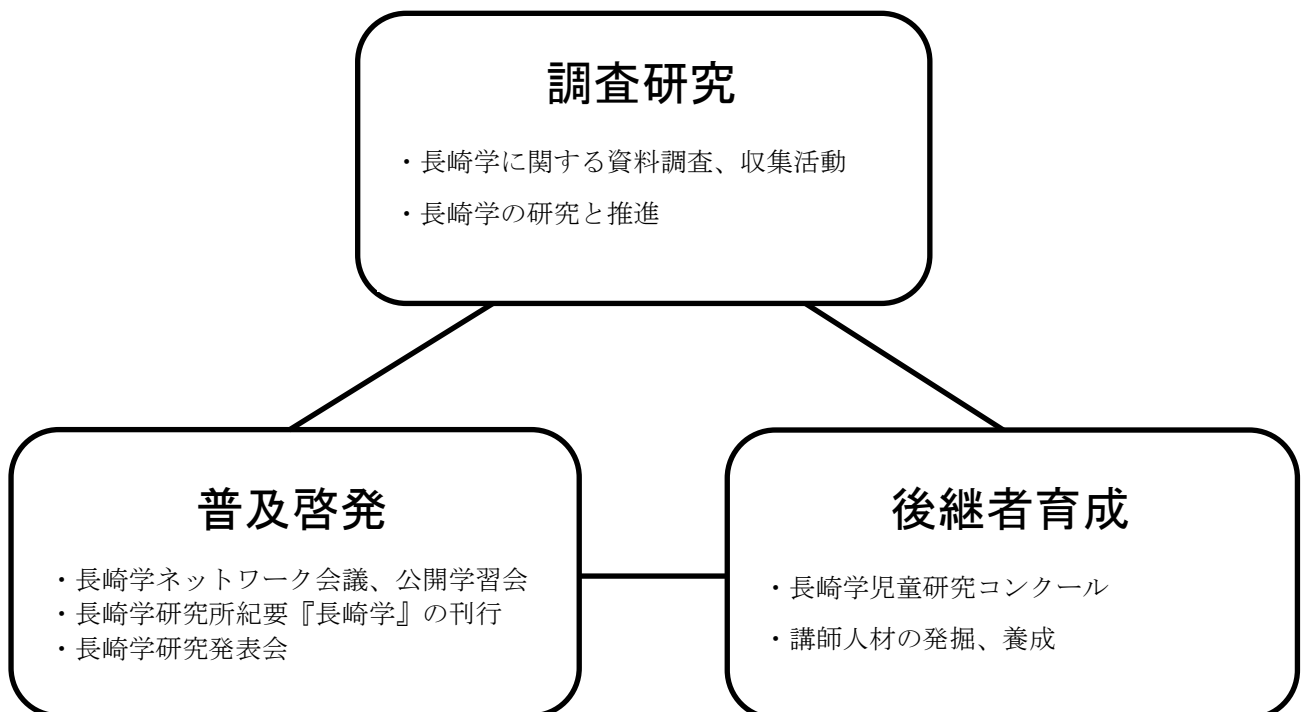 調査研究
・長崎学に関する資料調査、収集活動
・長崎学の研究と推進
普及啓発
・長崎学ネットワーク会議、公開学習会
・長崎学研究所紀要『長崎学』の刊行
・長崎学研究発表会
後継者育成
・長崎学児童研究コンクール
・講師人材の発掘、養成